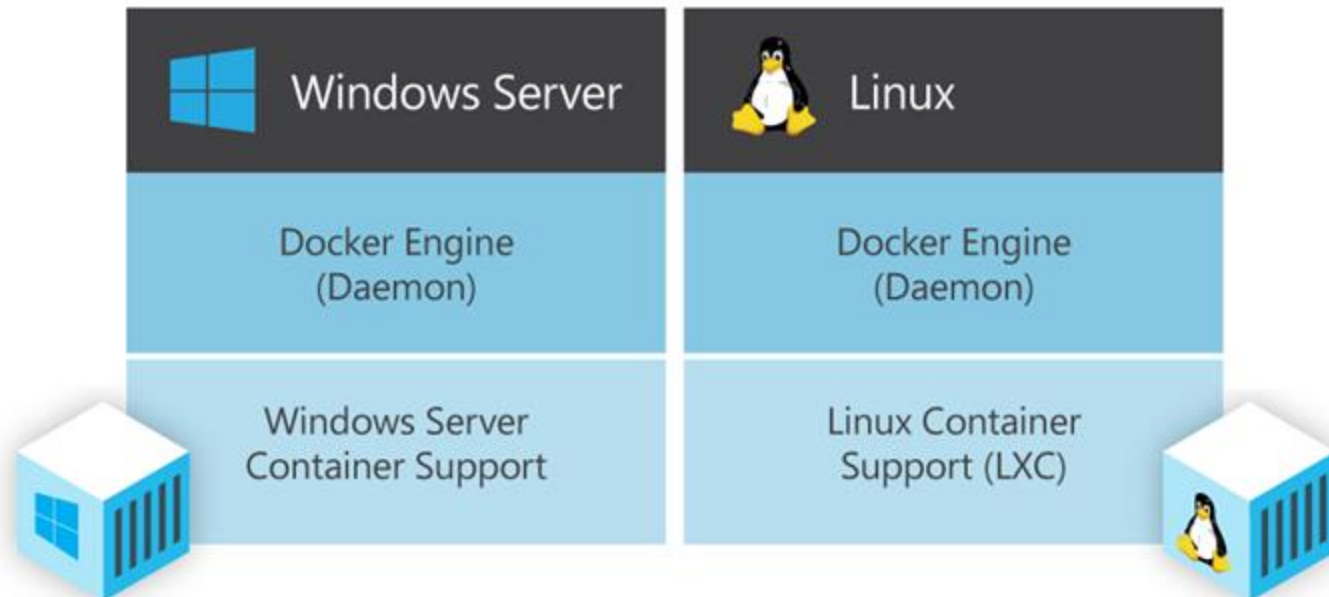 Windows Server
Docker Engine
(Daemon)
Windows Server
Container Support
Linux
Docker Engine
(Daemon)
Linux Container
Support (LXC)